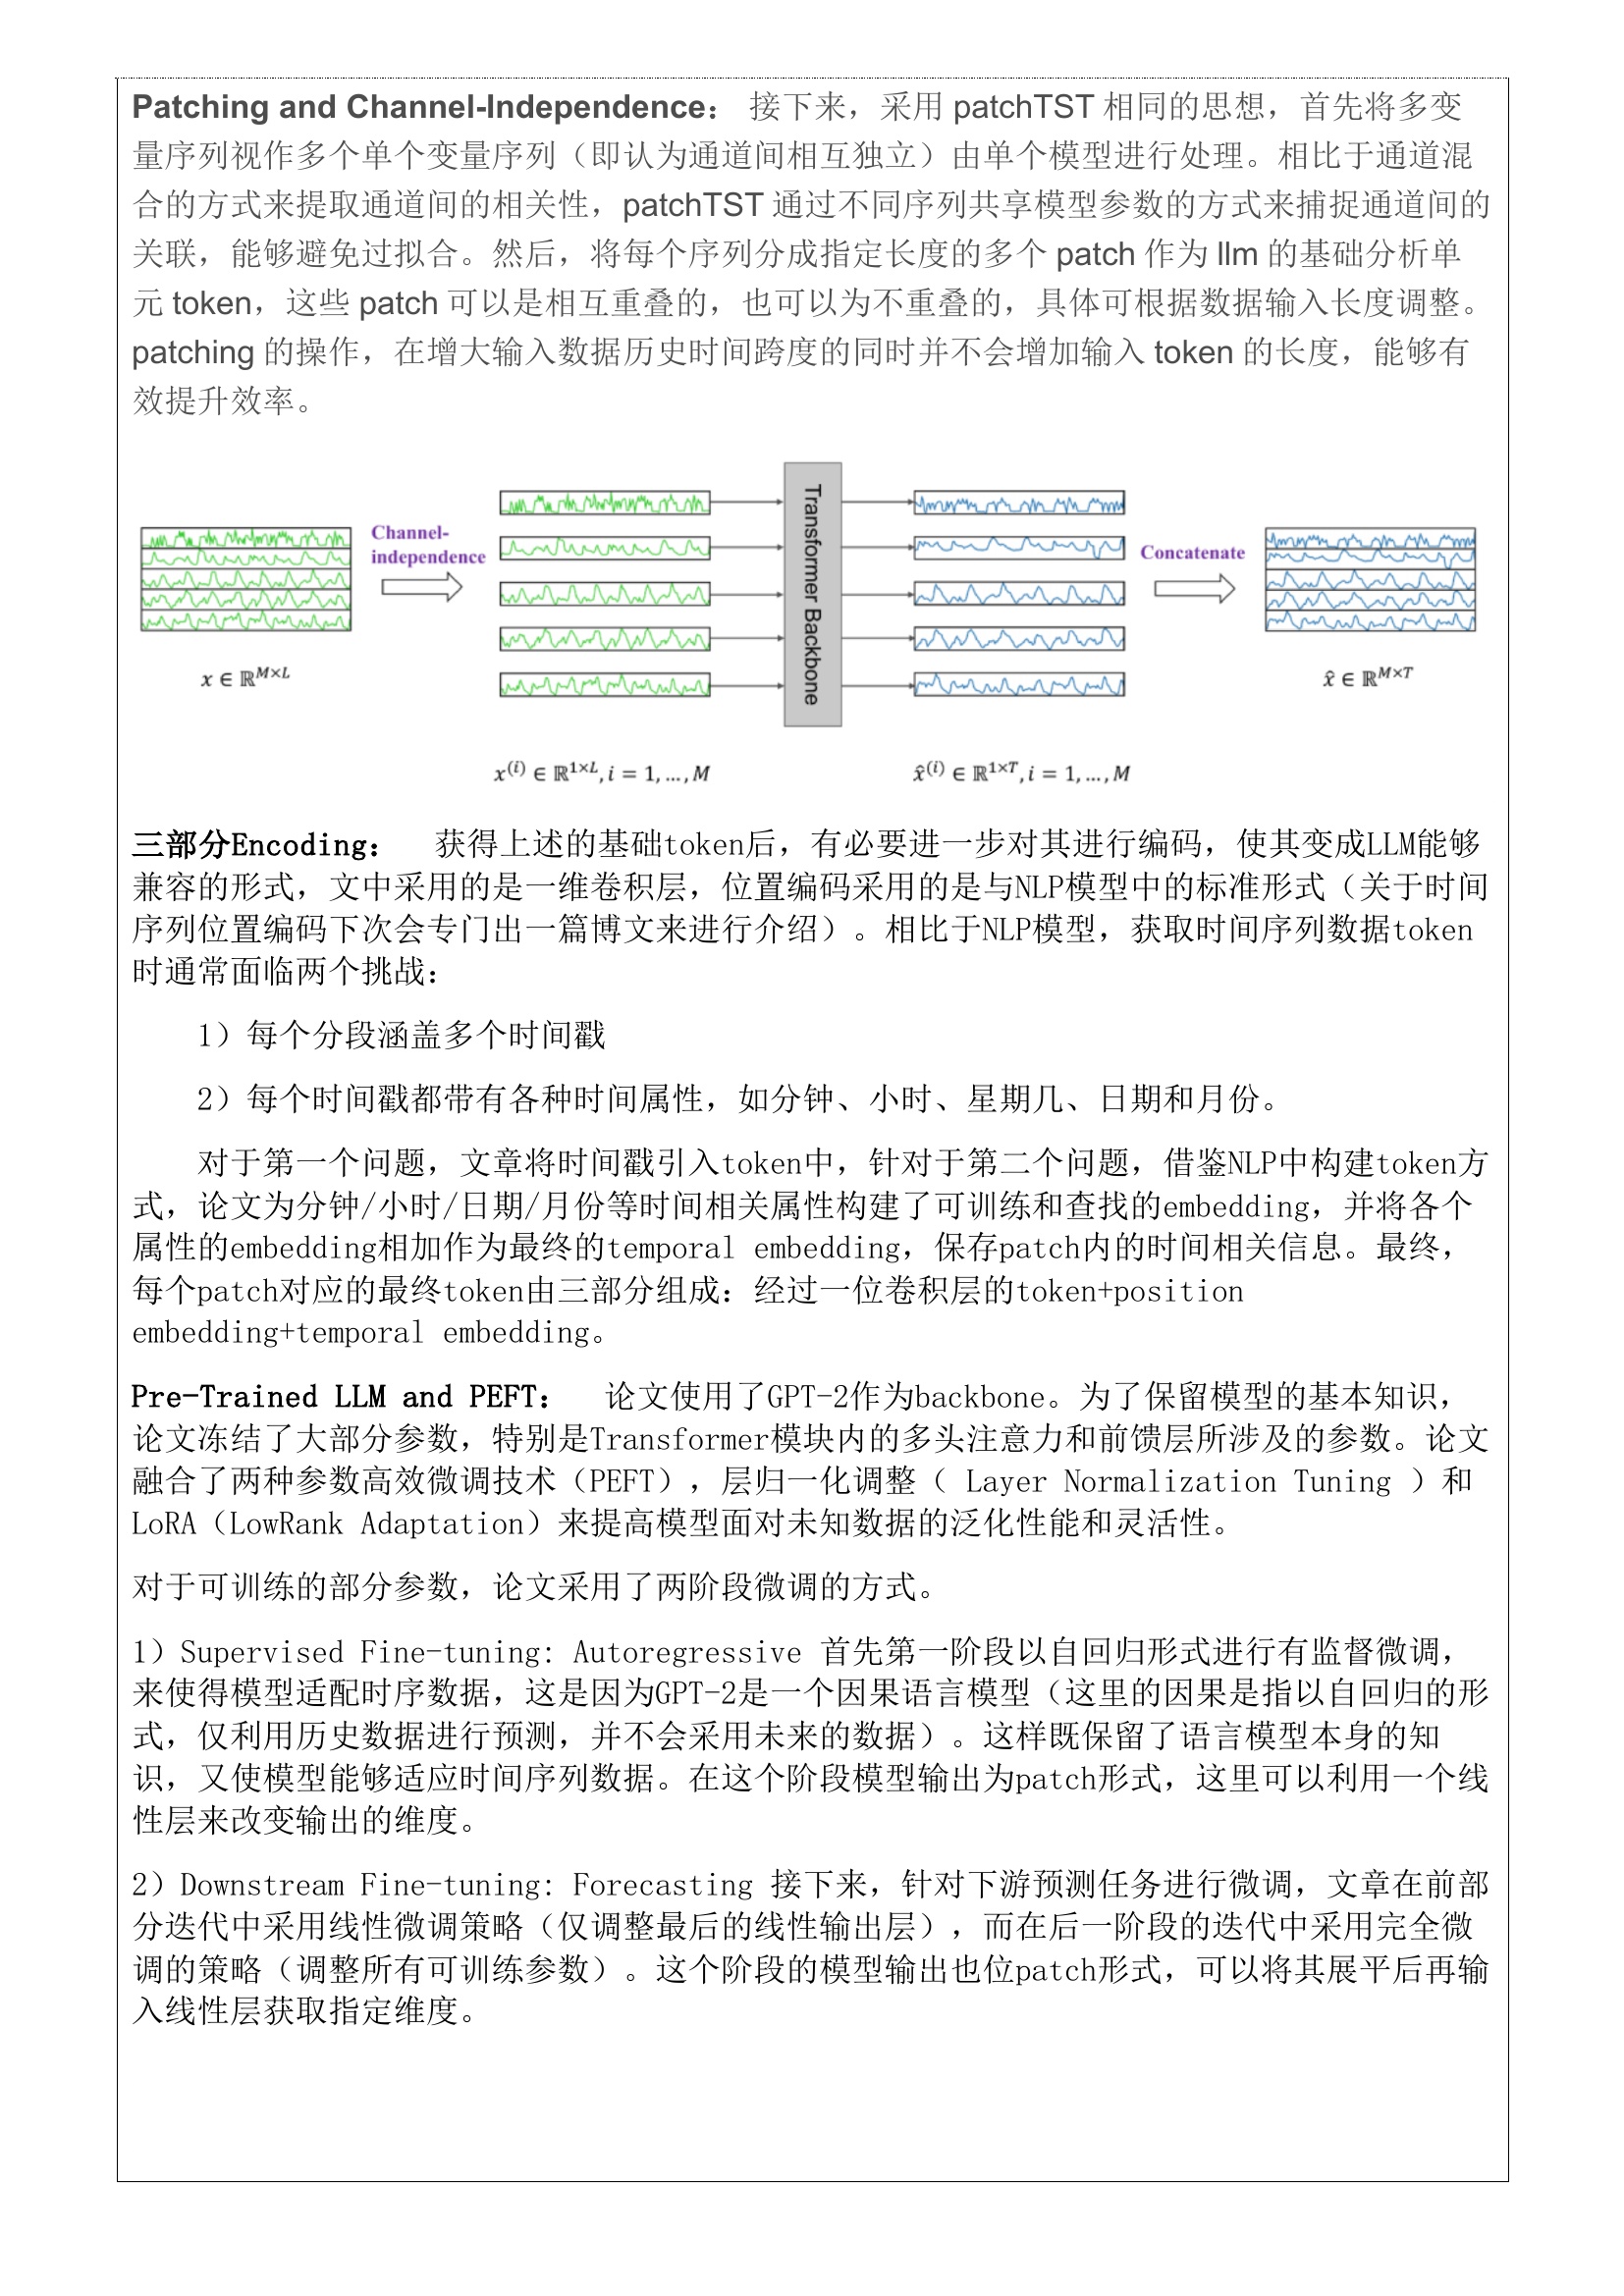 Patching and Channel-Independence： 接下来，采用 patchTST 相同的思想，首先将多变
量序列视作多个单个变量序列（即认为通道间相互独立）由单个模型进行处理。相比于通道混
合的方式来提取通道间的相关性，patchTST 通过不同序列共享模型参数的方式来捕捉通道间的
关联，能够避免过拟合。然后，将每个序列分成指定长度的多个 patch 作为 llm 的基础分析单
元 token，这些 patch 可以是相互重叠的，也可以为不重叠的，具体可根据数据输入长度调整。
patching 的操作，在增大输入数据历史时间跨度的同时并不会增加输入 token 的长度，能够有
效提升效率。
Channel-
independence
Transformer Backbone
Concatenate
x ∈ ℝ^{M×L}
x̂ ∈ ℝ^{M×T}
x^{(i)} ∈ ℝ^{1×L}, i = 1, ..., M
x̂^{(i)} ∈ ℝ^{1×T}, i = 1, ..., M
三部分Encoding： 获得上述的基础token后，有必要进一步对其进行编码，使其变成LLM能够
兼容的形式，文中采用的是一维卷积层，位置编码采用的是与NLP模型中的标准形式（关于时间
序列位置编码下次会专门出一篇博文来进行介绍）。相比于NLP模型，获取时间序列数据token
时通常面临两个挑战：
1）每个分段涵盖多个时间戳
2）每个时间戳都带有各种时间属性，如分钟、小时、星期几、日期和月份。
对于第一个问题，文章将时间戳引入token中，针对于第二个问题，借鉴NLP中构建token方
式，论文为分钟/小时/日期/月份等时间相关属性构建了可训练和查找的embedding，并将各个
属性的embedding相加作为最终的temporal embedding，保存patch内的时间相关信息。最终，
每个patch对应的最终token由三部分组成：经过一位卷积层的token+position
embedding+temporal embedding。
Pre-Trained LLM and PEFT： 论文使用了GPT-2作为backbone。为了保留模型的基本知识，
论文冻结了大部分参数，特别是Transformer模块内的多头注意力和前馈层所涉及的参数。论文
融合了两种参数高效微调技术（PEFT），层归一化调整（ Layer Normalization Tuning ）和
LoRA（LowRank Adaptation）来提高模型面对未知数据的泛化性能和灵活性。
对于可训练的部分参数，论文采用了两阶段微调的方式。
1）Supervised Fine-tuning: Autoregressive 首先第一阶段以自回归形式进行有监督微调，
来使得模型适配时序数据，这是因为GPT-2是一个因果语言模型（这里的因果是指以自回归的形
式，仅利用历史数据进行预测，并不会采用未来的数据）。这样既保留了语言模型本身的知
识，又使模型能够适应时间序列数据。在这个阶段模型输出为patch形式，这里可以利用一个线
性层来改变输出的维度。
2）Downstream Fine-tuning: Forecasting 接下来，针对下游预测任务进行微调，文章在前部
分迭代中采用线性微调策略（仅调整最后的线性输出层），而在后一阶段的迭代中采用完全微
调的策略（调整所有可训练参数）。这个阶段的模型输出也位patch形式，可以将其展平后再输
入线性层获取指定维度。